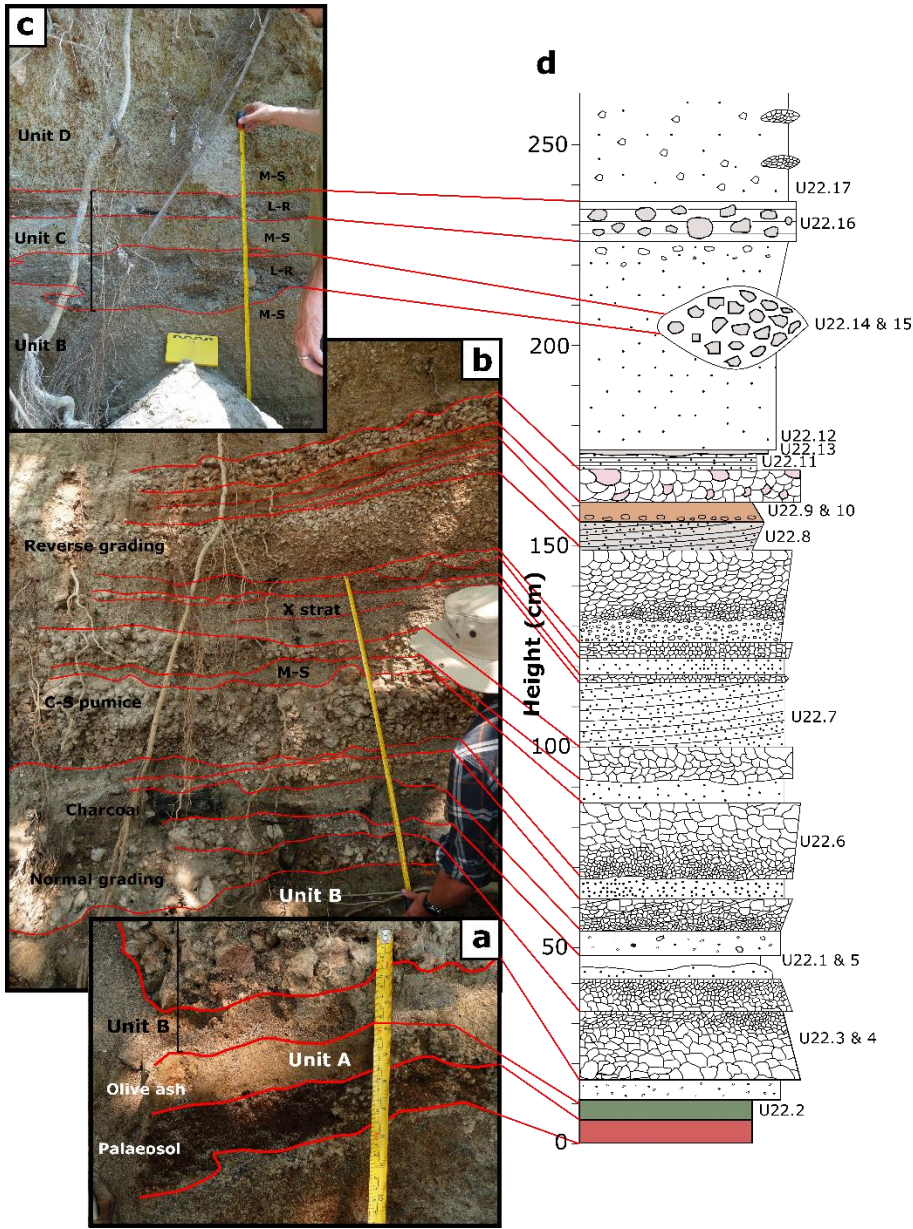 c
Unit D
M-S
L-R
Unit C
M-S
L-R
M-S
Unit B
b
Reverse grading
X strat
M-S
C-S pumice
Charcoal
Normal grading
Unit B
a
Unit B
Unit A
Olive ash
Palaeosol
d
250
U22.17
U22.16
200
U22.14 & 15
U22.12
U22.13
U22.11
U22.9 & 10
150
U22.8
Height (cm)
U22.7
100
U22.6
50
U22.1 & 5
U22.3 & 4
U22.2
0